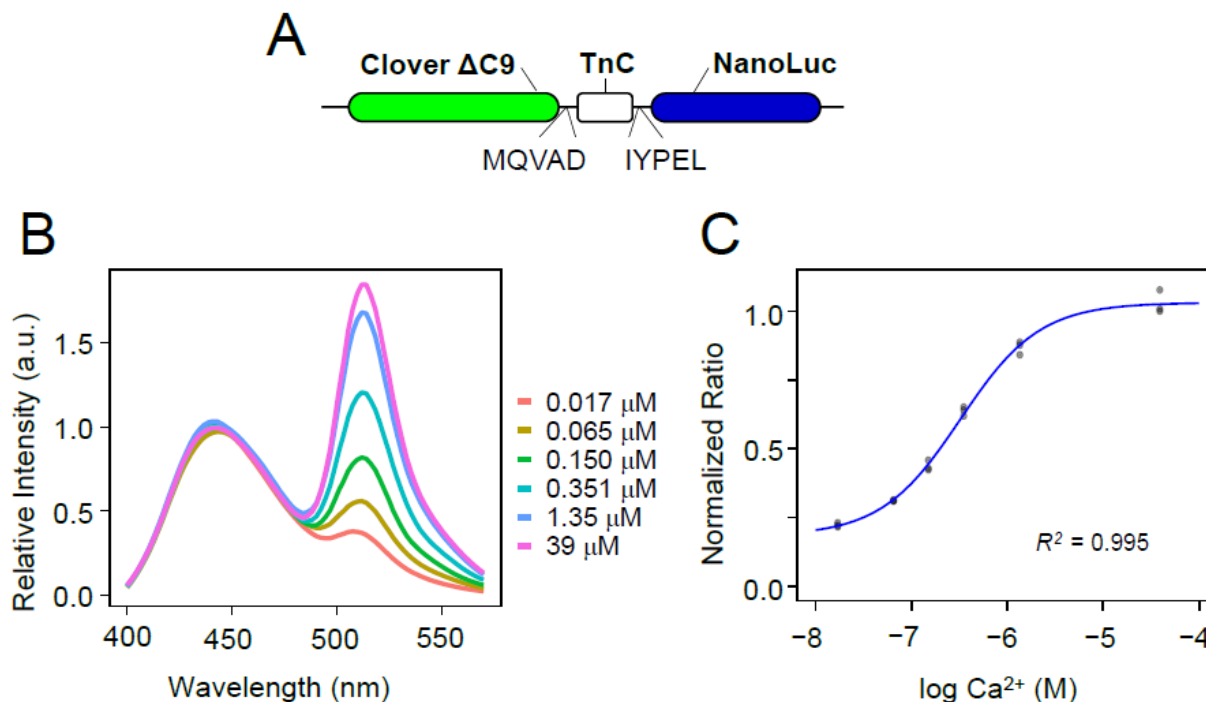 A
Clover ΔC9
TnC
NanoLuc
MQVAD
IYPEL
B
Relative Intensity (a.u.)
1.5
1.0
0.5
0.0
400
450
500
550
Wavelength (nm)
0.017 μM
0.065 μM
0.150 μM
0.351 μM
1.35 μM
39 μM
C
Normalized Ratio
1.0
0.5
0.0
R² = 0.995
−8
−7
−6
−5
−4
log Ca²⁺ (M)